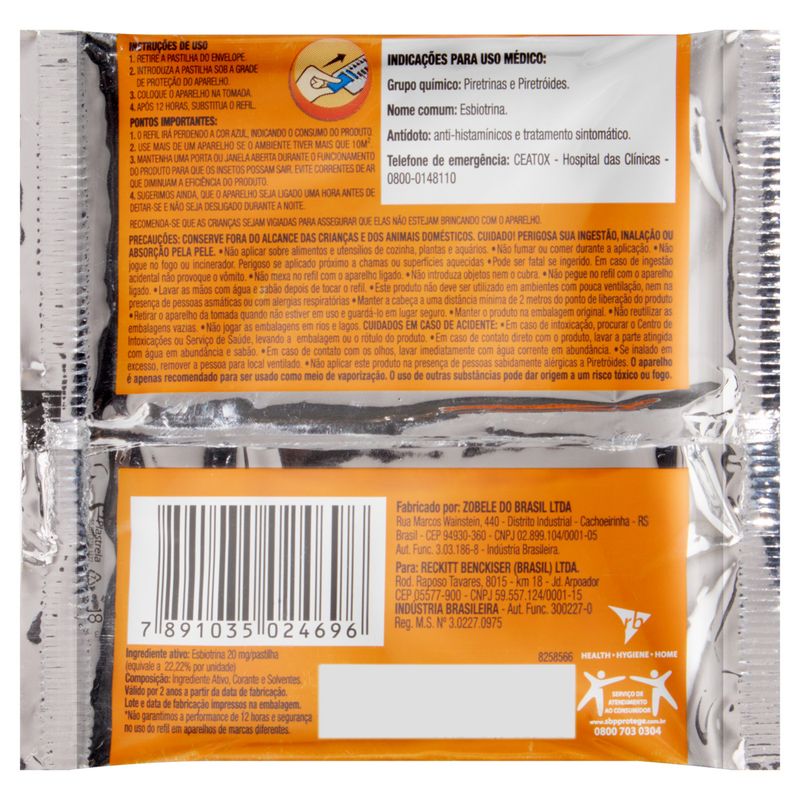 INSTRUÇÕES DE USO
1. RETIRE A PASTILHA DO ENVELOPE.
2. INTRODUZA A PASTILHA SOB A GRADE
DE PROTEÇÃO DO APARELHO.
3. COLOQUE O APARELHO NA TOMADA.
4. APÓS 12 HORAS, SUBSTITUA O REFIL.
PONTOS IMPORTANTES:
1. O REFIL IRÁ PERDENDO A COR AZUL, INDICANDO O CONSUMO DO PRODUTO.
2. USE MAIS DE UM APARELHO SE O AMBIENTE TIVER MAIS QUE 10M².
3. MANTENHA UMA PORTA OU JANELA ABERTA DURANTE O FUNCIONAMENTO
DO PRODUTO PARA QUE OS INSETOS POSSAM SAIR. EVITE CORRENTES DE AR
QUE DIMINUAM A EFICIÊNCIA DO PRODUTO.
4. SUGERIMOS AINDA, QUE O APARELHO SEJA LIGADO UMA HORA ANTES DE
DEITAR-SE E NÃO SEJA DESLIGADO DURANTE A NOITE.
INDICAÇÕES PARA USO MÉDICO:
Grupo químico: Piretrinas e Piretróides.
Nome comum: Esbiotrina.
Antídoto: anti-histamínicos e tratamento sintomático.
Telefone de emergência: CEATOX - Hospital das Clínicas -
0800-0148110
RECOMENDA-SE QUE AS CRIANÇAS SEJAM VIGIADAS PARA ASSEGURAR QUE ELAS NÃO ESTEJAM BRINCANDO COM O APARELHO.
PRECAUÇÕES: CONSERVE FORA DO ALCANCE DAS CRIANÇAS E DOS ANIMAIS DOMÉSTICOS. CUIDADO! PERIGOSA SUA INGESTÃO, INALAÇÃO OU
ABSORÇÃO PELA PELE. • Não aplicar sobre alimentos e utensílios de cozinha, plantas e aquários. • Não fumar ou comer durante a aplicação. • Não
jogue no fogo ou incinerador. Perigoso se aplicado próximo a chamas ou superfícies aquecidas • Pode ser fatal se ingerido. Em caso de ingestão
acidental não provoque o vômito. • Não mexa no refil com o aparelho ligado. • Não introduza objetos nem o cubra. • Não pegue no refil com o aparelho
ligado. • Lavar as mãos com água e sabão depois de tocar o refil. • Este produto não deve ser utilizado em ambientes com pouca ventilação, nem na
presença de pessoas asmáticas ou com alergias respiratórias • Manter a cabeça a uma distância mínima de 2 metros do ponto de liberação do produto
• Retirar o aparelho da tomada quando não estiver em uso e guardá-lo em lugar seguro. • Manter o produto na embalagem original. • Não reutilizar as
embalagens vazias. • Não jogar as embalagens em rios e lagos. CUIDADOS EM CASO DE ACIDENTE: • Em caso de intoxicação, procurar o Centro de
Intoxicações ou Serviço de Saúde, levando a embalagem ou o rótulo do produto. • Em caso de contato direto com o produto, lavar a parte atingida
com água em abundância e sabão. • Em caso de contato com os olhos, lavar imediatamente com água corrente em abundância. • Se inalado em
excesso, remover a pessoa para local ventilado. • Não aplicar este produto na presença de pessoas sabidamente alérgicas a Piretróides. O aparelho
é apenas recomendado para ser usado como meio de vaporização. O uso de outras substâncias pode dar origem a um risco tóxico ou fogo.
7 891035 024696
Fabricado por: ZOBELE DO BRASIL LTDA
Rua Marcos Wainstein, 440 - Distrito Industrial - Cachoeirinha - RS
Brasil - CEP 94930-360 - CNPJ 02.899.104/0001-05
Aut. Func. 3.03.186-8 - Indústria Brasileira.
Para: RECKITT BENCKISER (BRASIL) LTDA.
Rod. Raposo Tavares, 8015 - km 18 - Jd. Arpoador
CEP 05577-900 - CNPJ 59.557.124/0001-15
INDÚSTRIA BRASILEIRA - Aut. Func. 300227-0
Reg. M.S. Nº 3.0227.0975
rb
HEALTH • HYGIENE • HOME
8258566
Ingrediente ativo: Esbiotrina 20 mg/pastilha
(equivale a 22,22% por unidade)
Composição: Ingrediente Ativo, Corante e Solventes.
Válido por 2 anos a partir da data de fabricação.
Lote e data de fabricação impressos na embalagem.
*Não garantimos a performance de 12 horas e segurança
no uso do refil em aparelhos de marcas diferentes.
SERVIÇO DE
ATENDIMENTO
AO CONSUMIDOR
www.sbpprotege.com.br
0800 703 0304